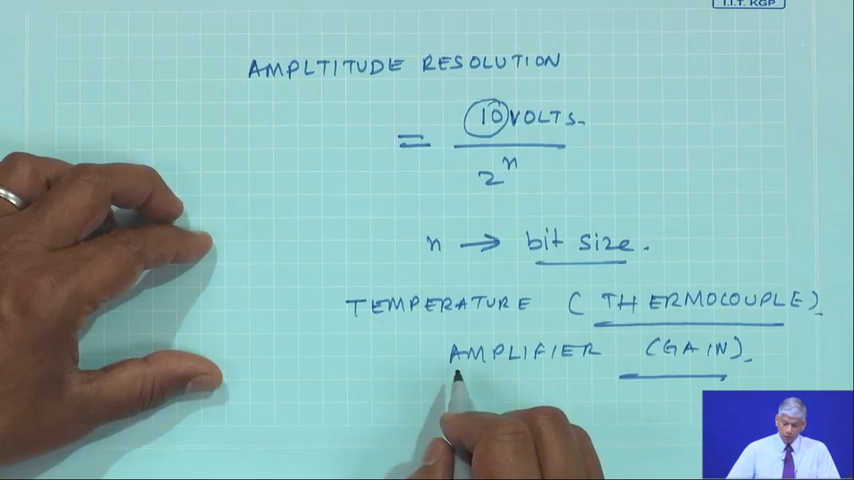 I.I.T. KGP
AMPLTITUDE RESOLUTION
= 10 VOLTS.
2^n
n → bit size.
TEMPERATURE (THERMOCOUPLE).
AMPLIFIER (GAIN).